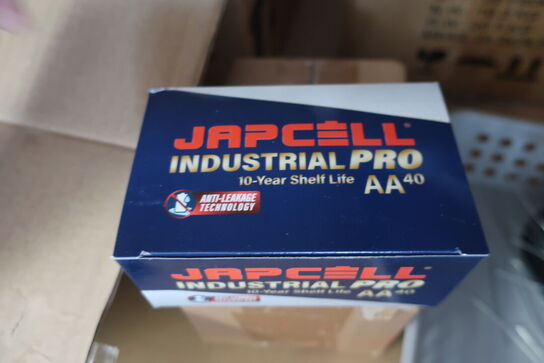 JAPCELL®
INDUSTRIAL PRO
10-Year Shelf Life AA40
ANTI-LEAKAGE
TECHNOLOGY
JAPCELL®
INDUSTRIAL PRO
10-Year Shelf Life AA40